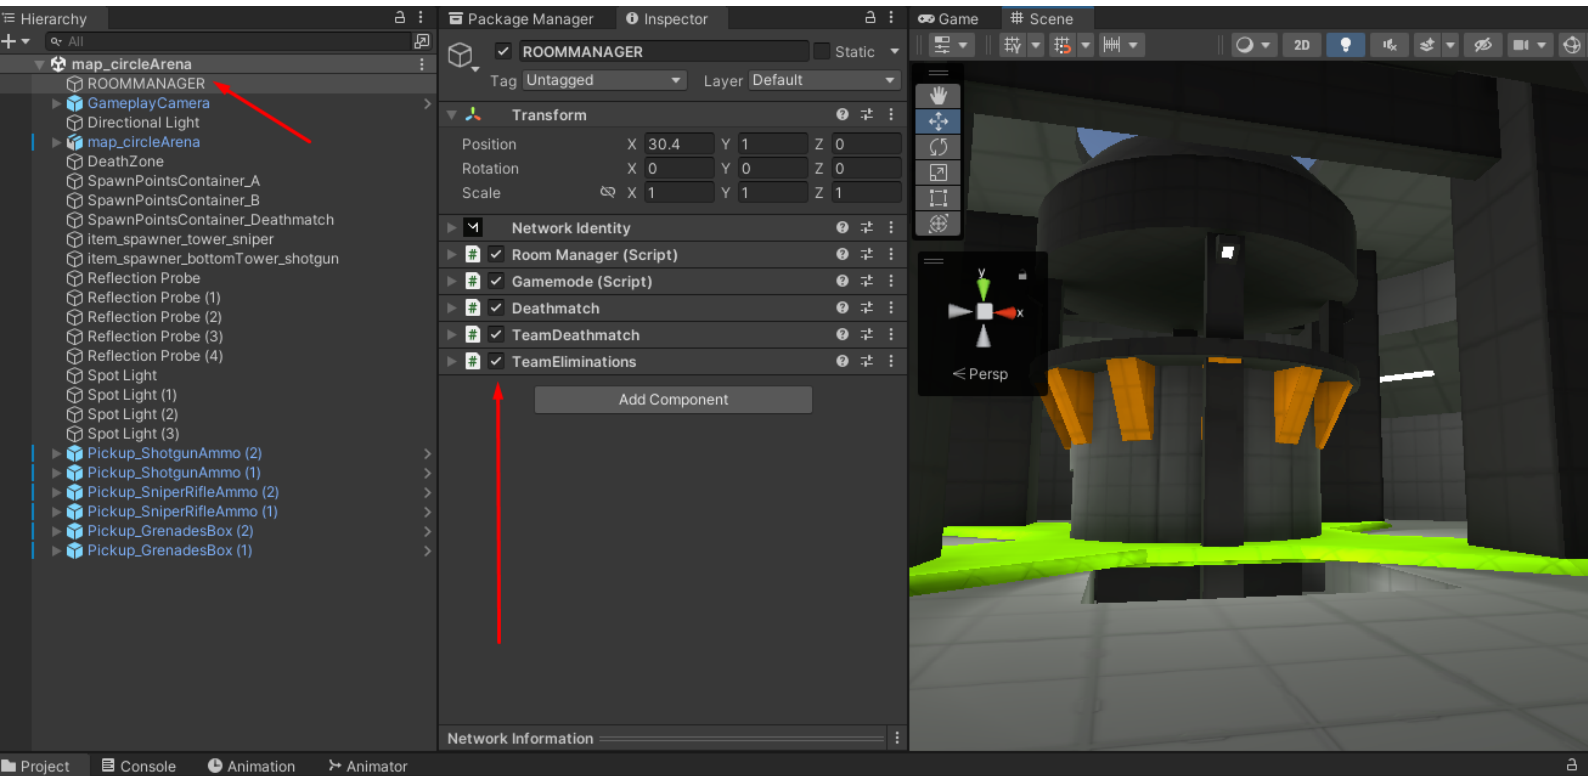 Hierarchy
All
map_circleArena
ROOMMANAGER
GameplayCamera
Directional Light
map_circleArena
DeathZone
SpawnPointsContainer_A
SpawnPointsContainer_B
SpawnPointsContainer_Deathmatch
item_spawner_tower_sniper
item_spawner_bottomTower_shotgun
Reflection Probe
Reflection Probe (1)
Reflection Probe (2)
Reflection Probe (3)
Reflection Probe (4)
Spot Light
Spot Light (1)
Spot Light (2)
Spot Light (3)
Pickup_ShotgunAmmo (2)
Pickup_ShotgunAmmo (1)
Pickup_SniperRifleAmmo (2)
Pickup_SniperRifleAmmo (1)
Pickup_GrenadesBox (2)
Pickup_GrenadesBox (1)
Package Manager Inspector
ROOMMANAGER Static
Tag Untagged Layer Default
Transform
Position X 30.4 Y 1 Z 0
Rotation X 0 Y 0 Z 0
Scale X 1 Y 1 Z 1
Network Identity
# Room Manager (Script)
# Gamemode (Script)
# Deathmatch
# TeamDeathmatch
# TeamEliminations
Add Component
Network Information
Game Scene
2D
y
x
Persp
Project Console Animation Animator